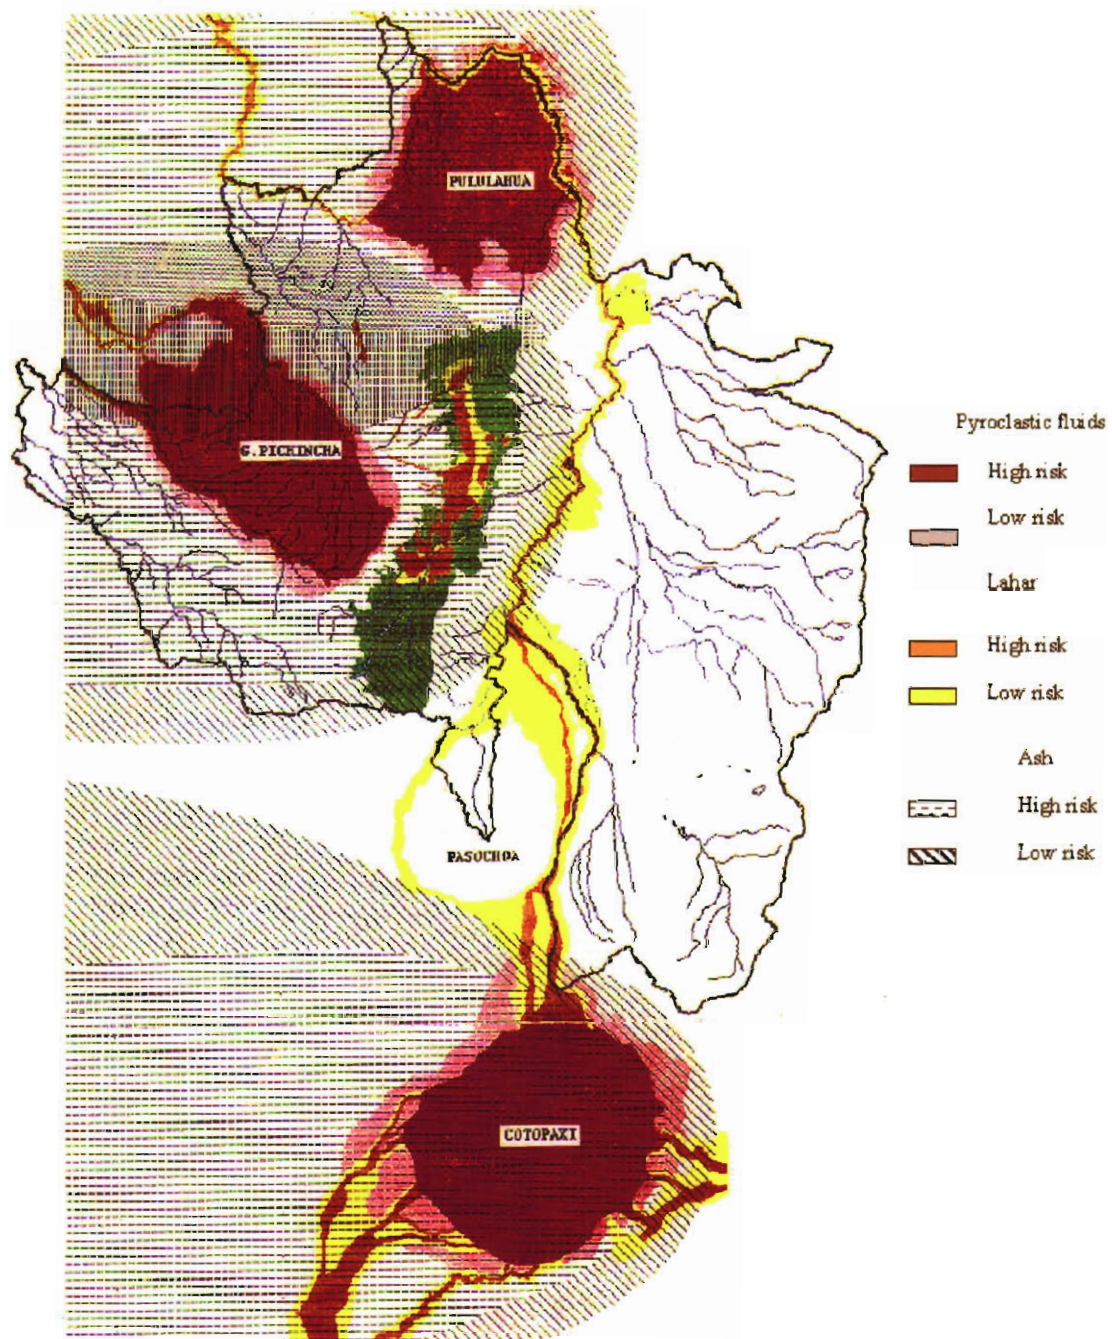 PULULAHUA
G. PICHINCHA
PASOCHOA
COTOPAXI
Pyroclastic fluids
High risk
Low risk
Lahar
High risk
Low risk
Ash
High risk
Low risk